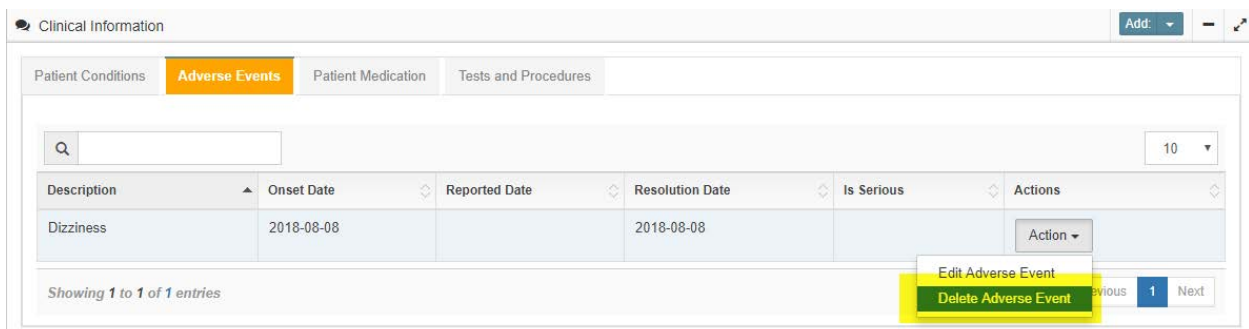 Clinical Information Add:
Patient Conditions Adverse Events Patient Medication Tests and Procedures
10
Description Onset Date Reported Date Resolution Date Is Serious Actions
Dizziness 2018-08-08 2018-08-08 Action
Edit Adverse Event
Showing 1 to 1 of 1 entries evious 1 Next
Delete Adverse Event